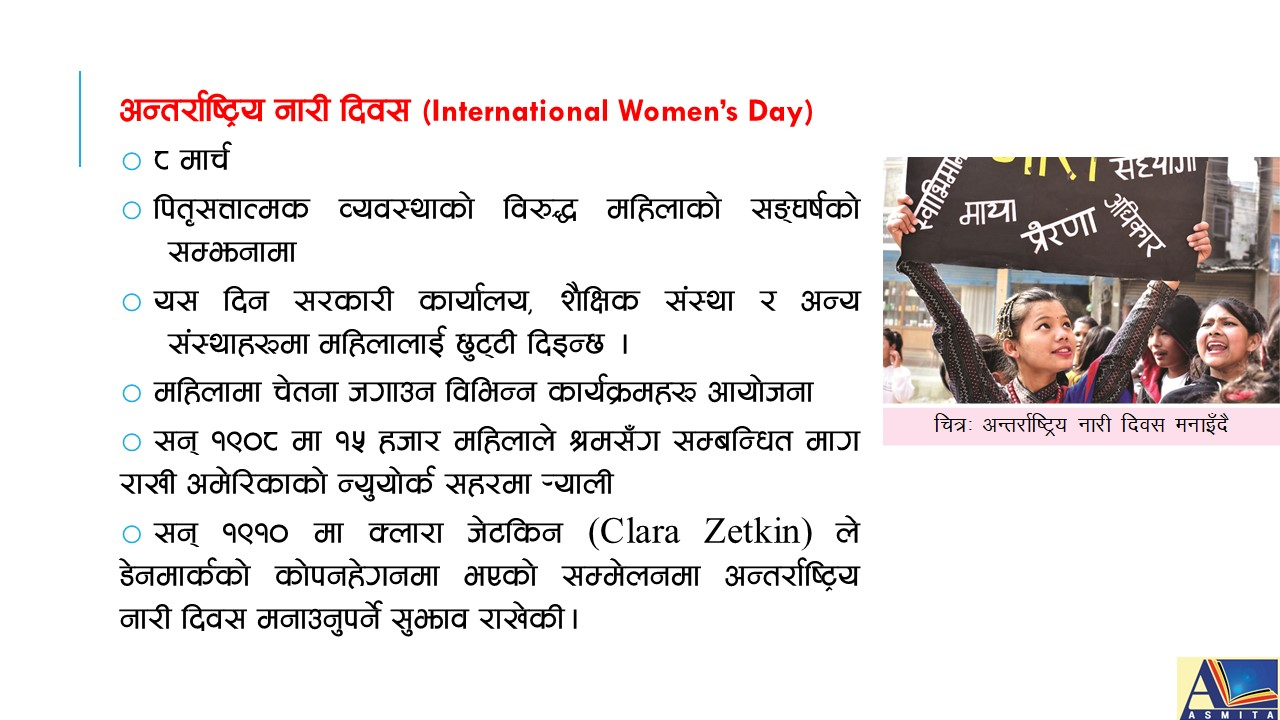 अन्तर्राष्ट्रिय नारी दिवस (International Women's Day)
८ मार्च
पितृसत्तात्मक व्यवस्थाको विरुद्ध महिलाको सङ्घर्षको
सम्झनामा
यस दिन सरकारी कार्यालय, शैक्षिक संस्था र अन्य
संस्थाहरूमा महिलालाई छुट्टी दिइन्छ ।
महिलामा चेतना जगाउन विभिन्न कार्यक्रमहरु आयोजना
सन् १९०८ मा १५ हजार महिलाले श्रमसँग सम्बन्धित माग
राखी अमेरिकाको न्युयोर्क सहरमा र्‍याली
सन् १९१० मा क्लारा जेटकिन (Clara Zetkin) ले
डेनमार्कको कोपनहेगनमा भएको सम्मेलनमा अन्तर्राष्ट्रिय
नारी दिवस मनाउनुपर्ने सुझाव राखेकी ।
स्वाभिमान
माया
प्रेरणा
अधिकार
चित्र: अन्तर्राष्ट्रिय नारी दिवस मनाइँदै
ASMITA